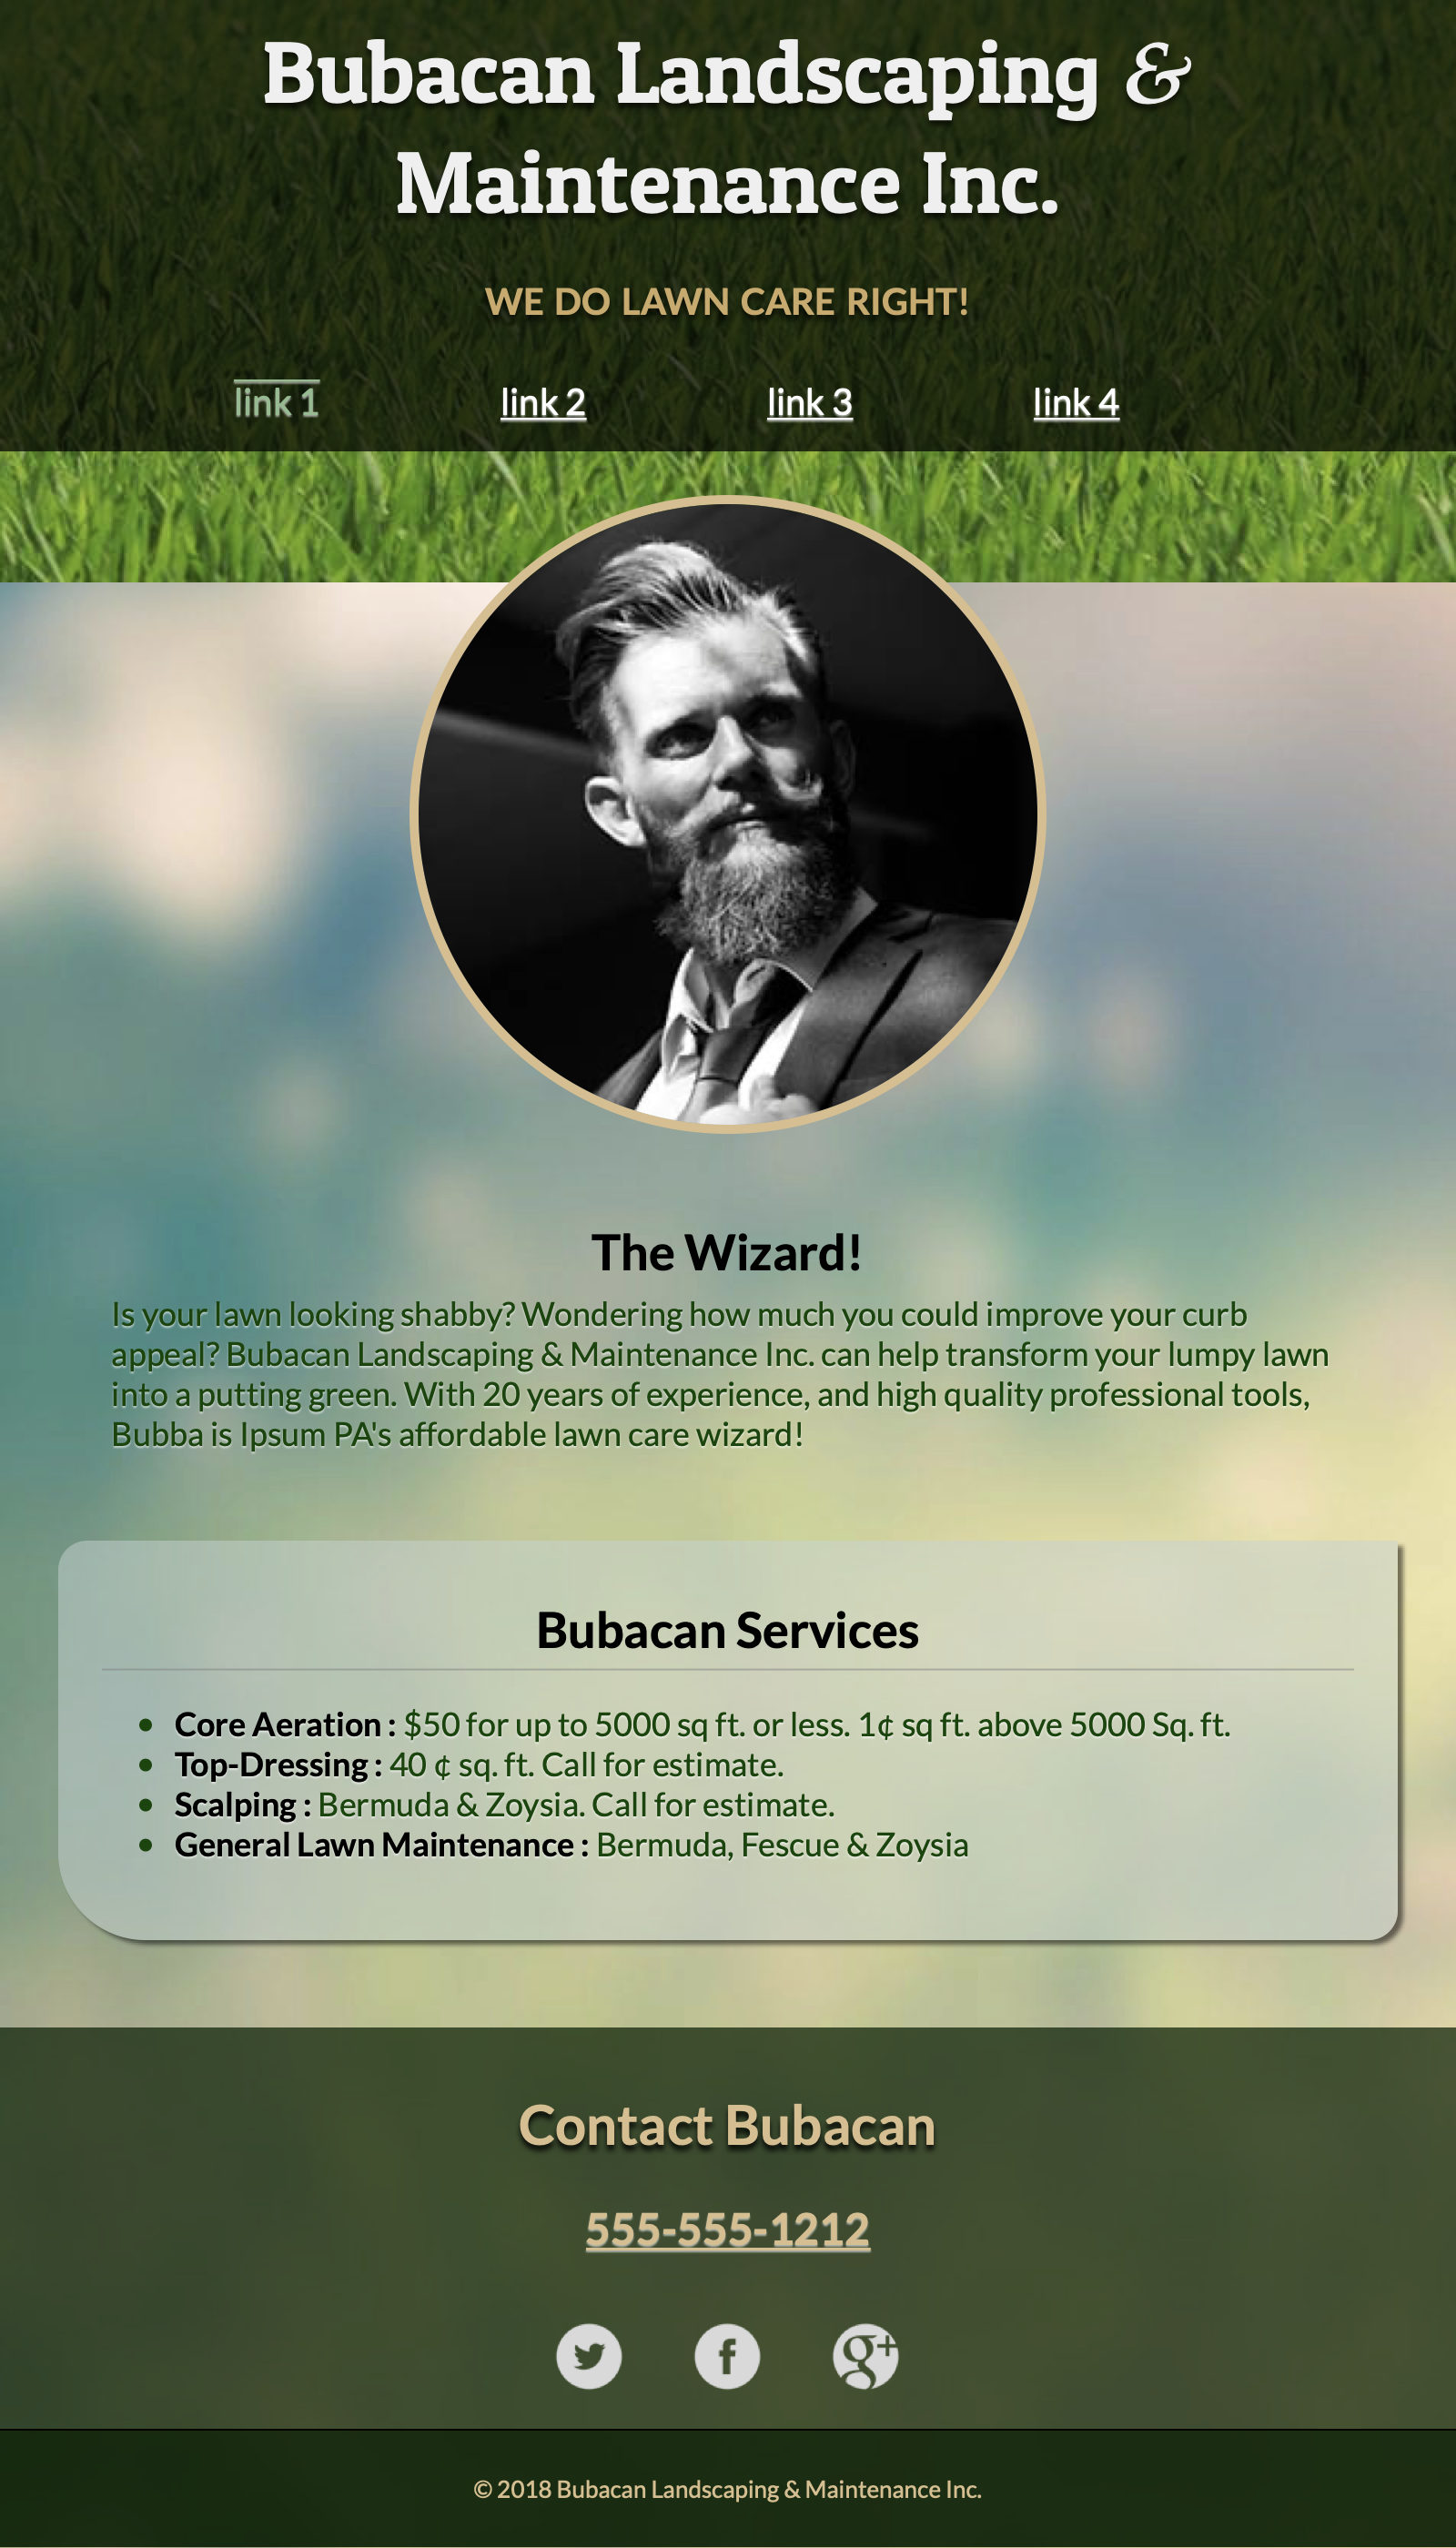 Bubacan Landscaping &
Maintenance Inc.
WE DO LAWN CARE RIGHT!
link 1 link 2 link 3 link 4
The Wizard!
Is your lawn looking shabby? Wondering how much you could improve your curb
appeal? Bubacan Landscaping & Maintenance Inc. can help transform your lumpy lawn
into a putting green. With 20 years of experience, and high quality professional tools,
Bubba is Ipsum PA's affordable lawn care wizard!
Bubacan Services
• Core Aeration : $50 for up to 5000 sq ft. or less. 1¢ sq ft. above 5000 Sq. ft.
• Top-Dressing : 40 ¢ sq. ft. Call for estimate.
• Scalping : Bermuda & Zoysia. Call for estimate.
• General Lawn Maintenance : Bermuda, Fescue & Zoysia
Contact Bubacan
555-555-1212
f g+
© 2018 Bubacan Landscaping & Maintenance Inc.